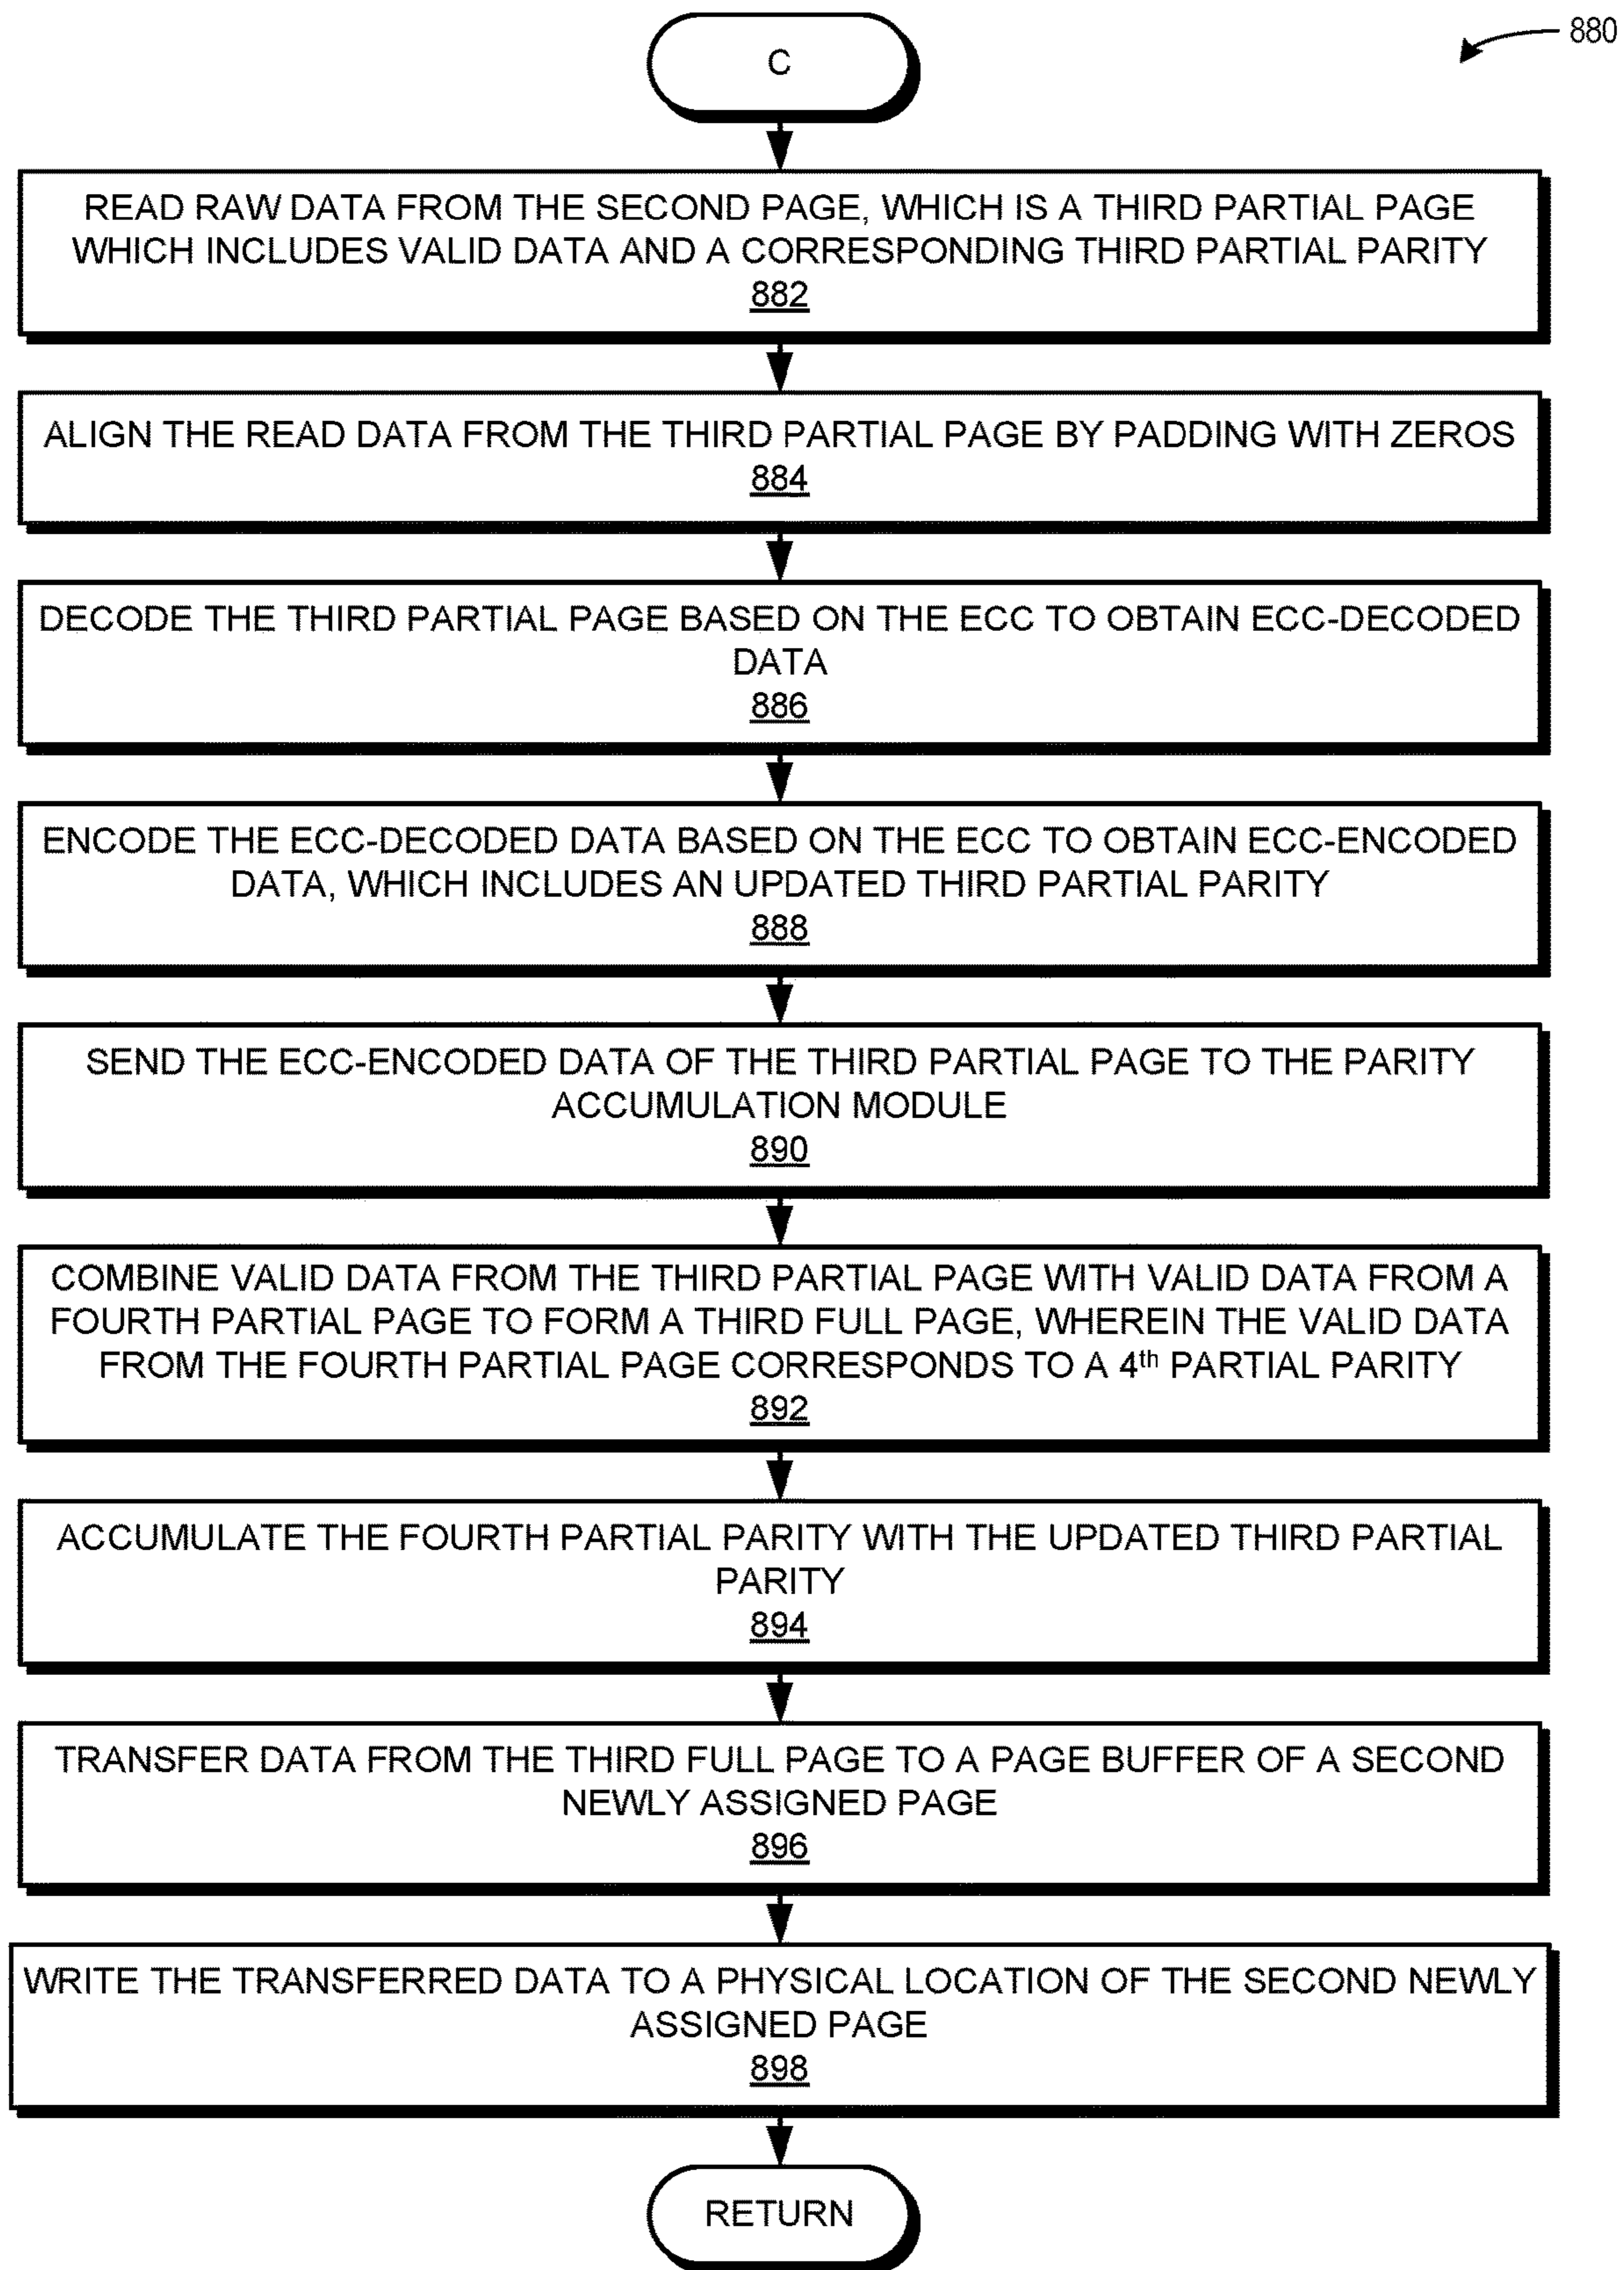 880
C
READ RAW DATA FROM THE SECOND PAGE, WHICH IS A THIRD PARTIAL PAGE
WHICH INCLUDES VALID DATA AND A CORRESPONDING THIRD PARTIAL PARITY
882
ALIGN THE READ DATA FROM THE THIRD PARTIAL PAGE BY PADDING WITH ZEROS
884
DECODE THE THIRD PARTIAL PAGE BASED ON THE ECC TO OBTAIN ECC-DECODED
DATA
886
ENCODE THE ECC-DECODED DATA BASED ON THE ECC TO OBTAIN ECC-ENCODED
DATA, WHICH INCLUDES AN UPDATED THIRD PARTIAL PARITY
888
SEND THE ECC-ENCODED DATA OF THE THIRD PARTIAL PAGE TO THE PARITY
ACCUMULATION MODULE
890
COMBINE VALID DATA FROM THE THIRD PARTIAL PAGE WITH VALID DATA FROM A
FOURTH PARTIAL PAGE TO FORM A THIRD FULL PAGE, WHEREIN THE VALID DATA
FROM THE FOURTH PARTIAL PAGE CORRESPONDS TO A 4th PARTIAL PARITY
892
ACCUMULATE THE FOURTH PARTIAL PARITY WITH THE UPDATED THIRD PARTIAL
PARITY
894
TRANSFER DATA FROM THE THIRD FULL PAGE TO A PAGE BUFFER OF A SECOND
NEWLY ASSIGNED PAGE
896
WRITE THE TRANSFERRED DATA TO A PHYSICAL LOCATION OF THE SECOND NEWLY
ASSIGNED PAGE
898
RETURN